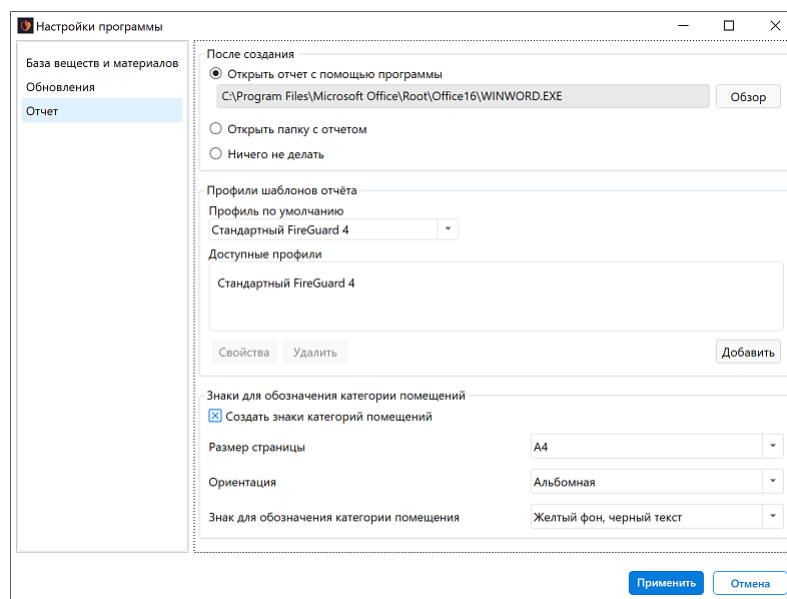 Настройки программы
База веществ и материалов
Обновления
Отчет
После создания
Открыть отчет с помощью программы
C:\Program Files\Microsoft Office\Root\Office16\WINWORD.EXE
Обзор
Открыть папку с отчетом
Ничего не делать
Профили шаблонов отчёта
Профиль по умолчанию
Стандартный FireGuard 4
Доступные профили
Стандартный FireGuard 4
Свойства Удалить Добавить
Знаки для обозначения категории помещений
Создать знаки категорий помещений
Размер страницы A4
Ориентация Альбомная
Знак для обозначения категории помещения Желтый фон, черный текст
Применить Отмена